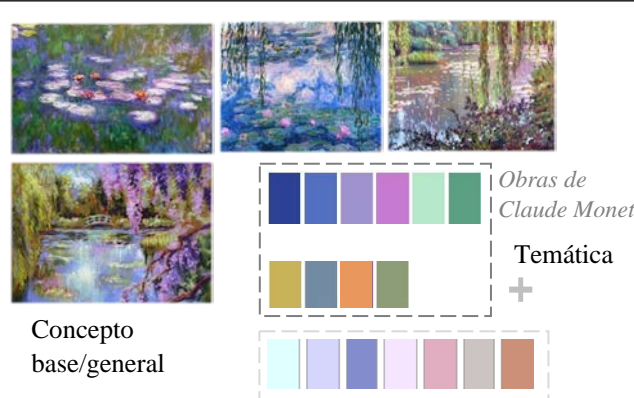 Obras de
Claude Monet
Temática
+
Concepto
base/general